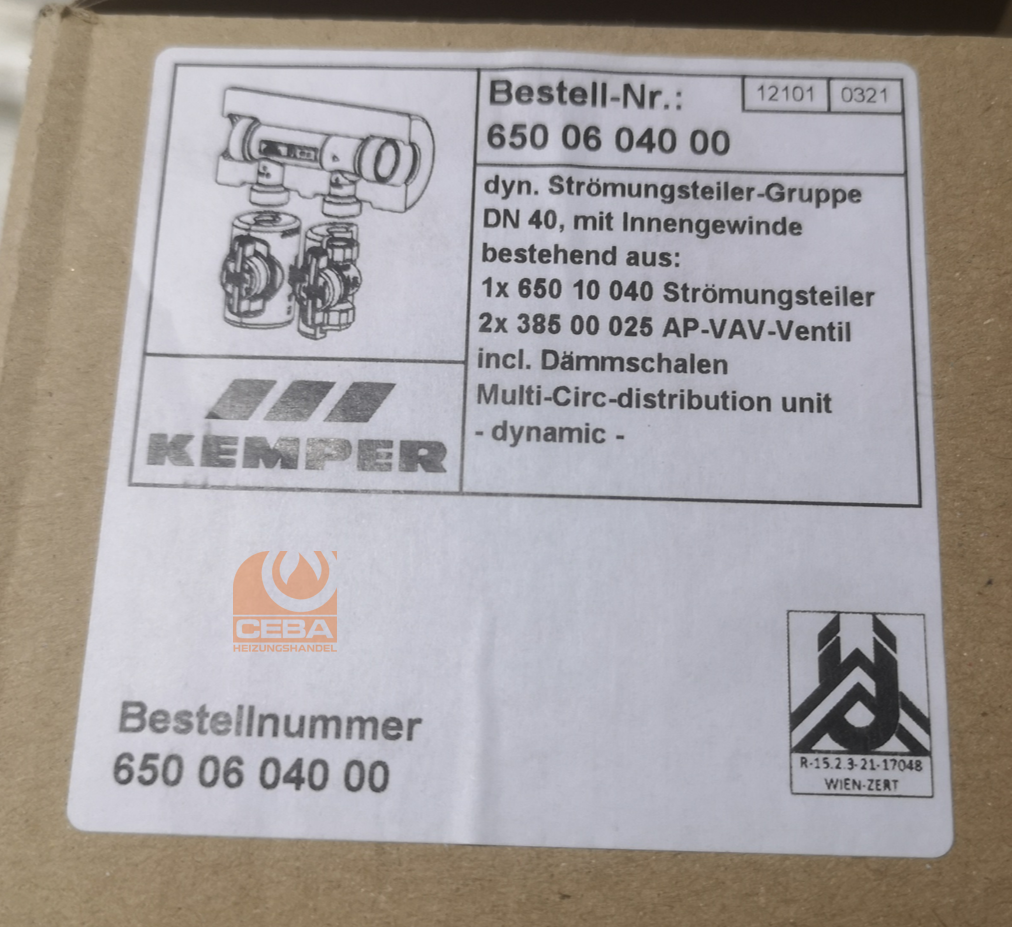 Bestell-Nr.:
12101 0321
650 06 040 00
dyn. Strömungsteiler-Gruppe
DN 40, mit Innengewinde
bestehend aus:
1x 650 10 040 Strömungsteiler
2x 385 00 025 AP-VAV-Ventil
incl. Dämmschalen
Multi-Circ-distribution unit
- dynamic -
KEMPER
CEBA
HEIZUNGSHANDEL
Bestellnummer
650 06 040 00
R-15.2.3-21-17048
WIEN-ZERT